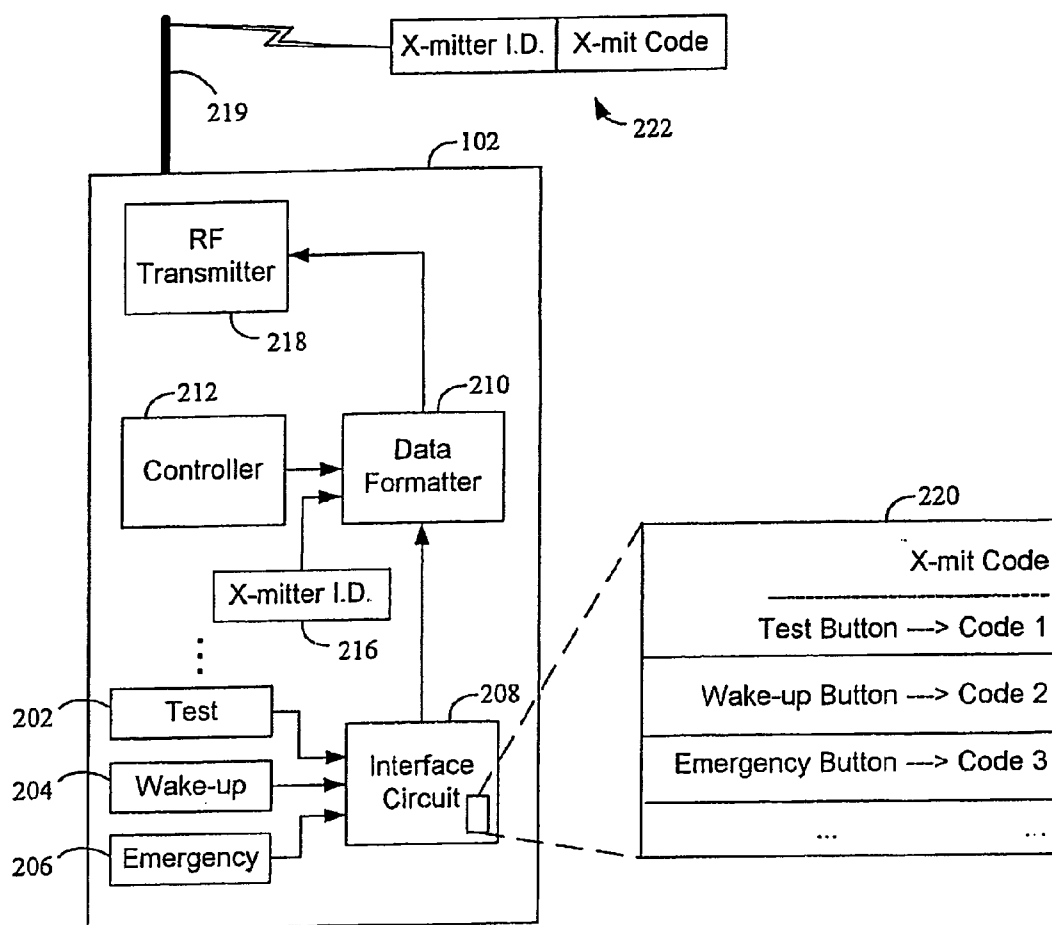 X-mitter I.D. X-mit Code
219
222
102
RF
Transmitter
218
212
210
Controller
Data
Formatter
220
X-mit Code
X-mitter I.D.
216
Test Button ---> Code 1
208
202
Test
Wake-up Button ---> Code 2
204
Wake-up
Interface
Circuit
Emergency Button ---> Code 3
206
Emergency
... ...